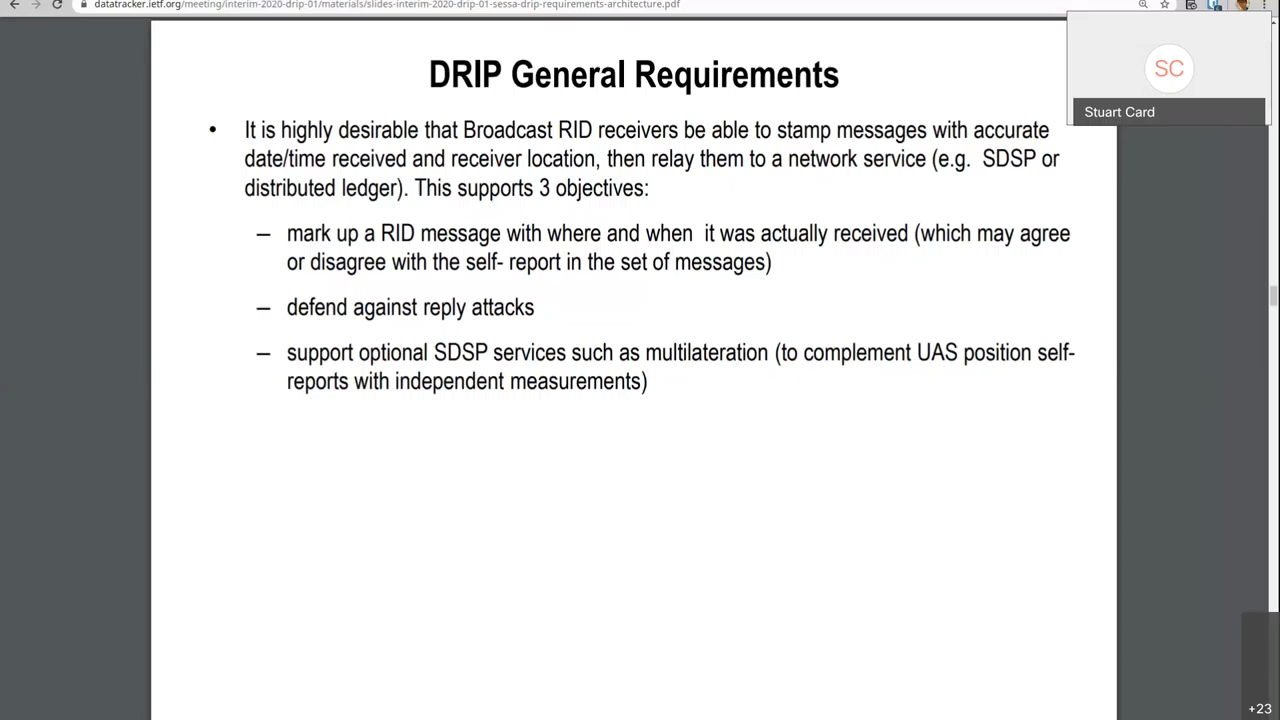 datatracker.ietf.org/meeting/interim-2020-drip-01/materials/slides-interim-2020-drip-01-sessa-drip-requirements-architecture.pdf
DRIP General Requirements
SC
Stuart Card
• It is highly desirable that Broadcast RID receivers be able to stamp messages with accurate
date/time received and receiver location, then relay them to a network service (e.g. SDSP or
distributed ledger). This supports 3 objectives:
– mark up a RID message with where and when it was actually received (which may agree
or disagree with the self- report in the set of messages)
– defend against reply attacks
– support optional SDSP services such as multilateration (to complement UAS position self-
reports with independent measurements)
+23